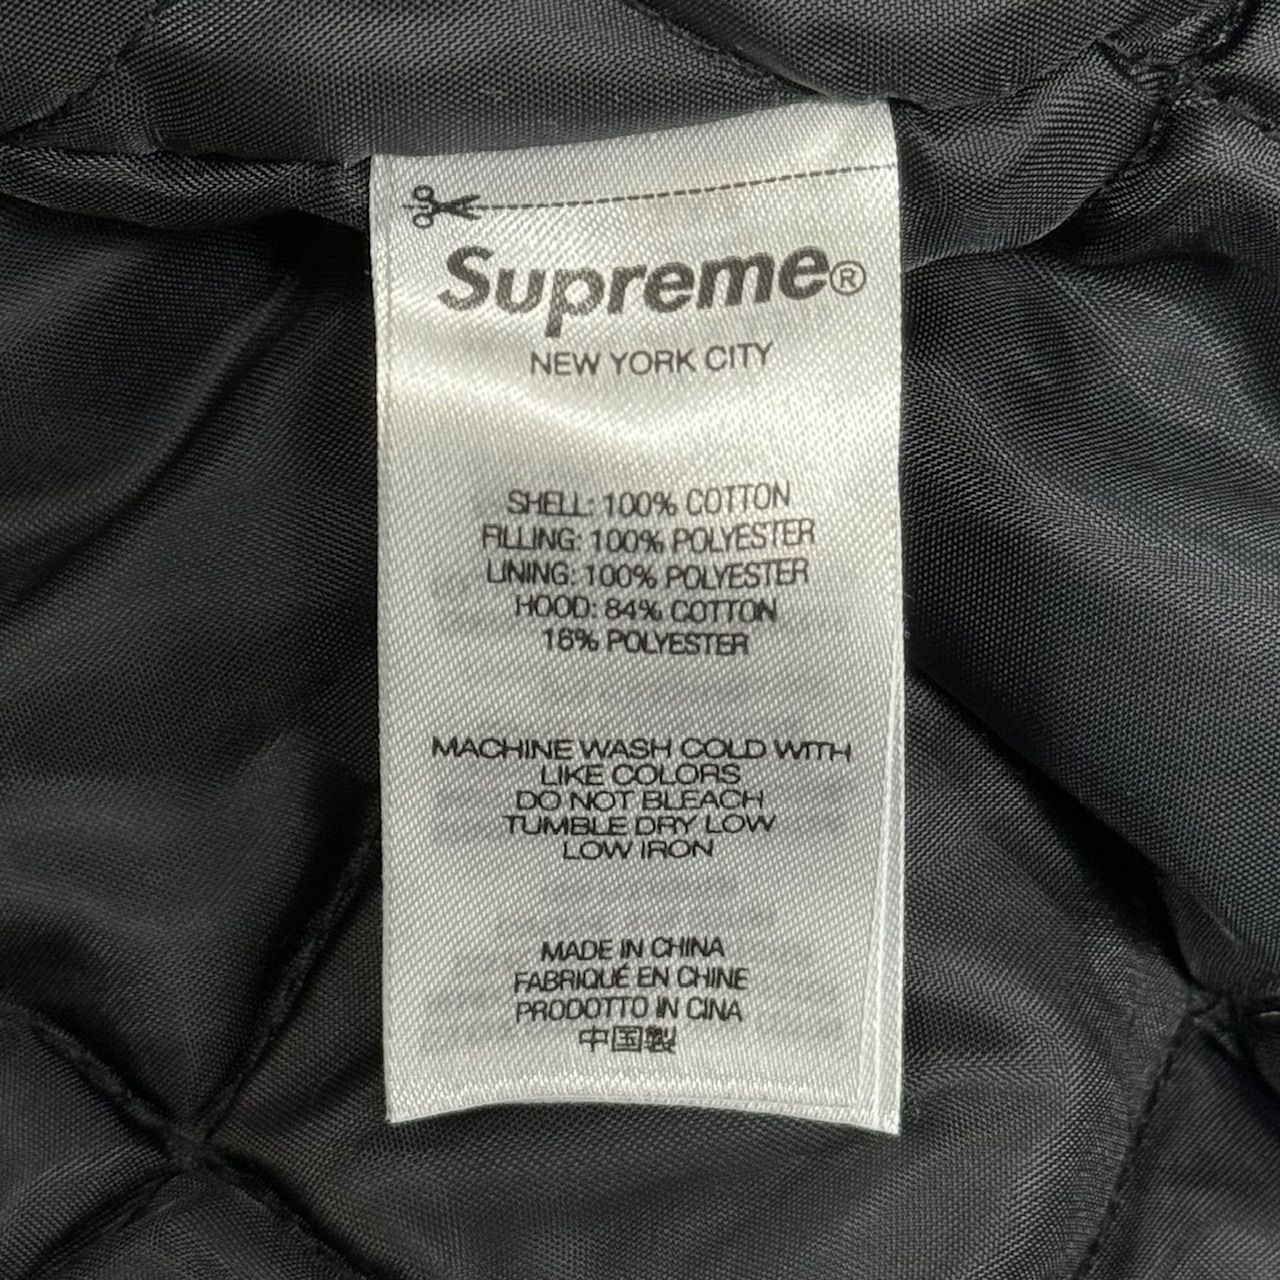 Supreme®
NEW YORK CITY
SHELL: 100% COTTON
FILLING: 100% POLYESTER
LINING: 100% POLYESTER
HOOD: 84% COTTON
16% POLYESTER
MACHINE WASH COLD WITH
LIKE COLORS
DO NOT BLEACH
TUMBLE DRY LOW
LOW IRON
MADE IN CHINA
FABRIQUÉ EN CHINE
PRODOTTO IN CINA
中国製